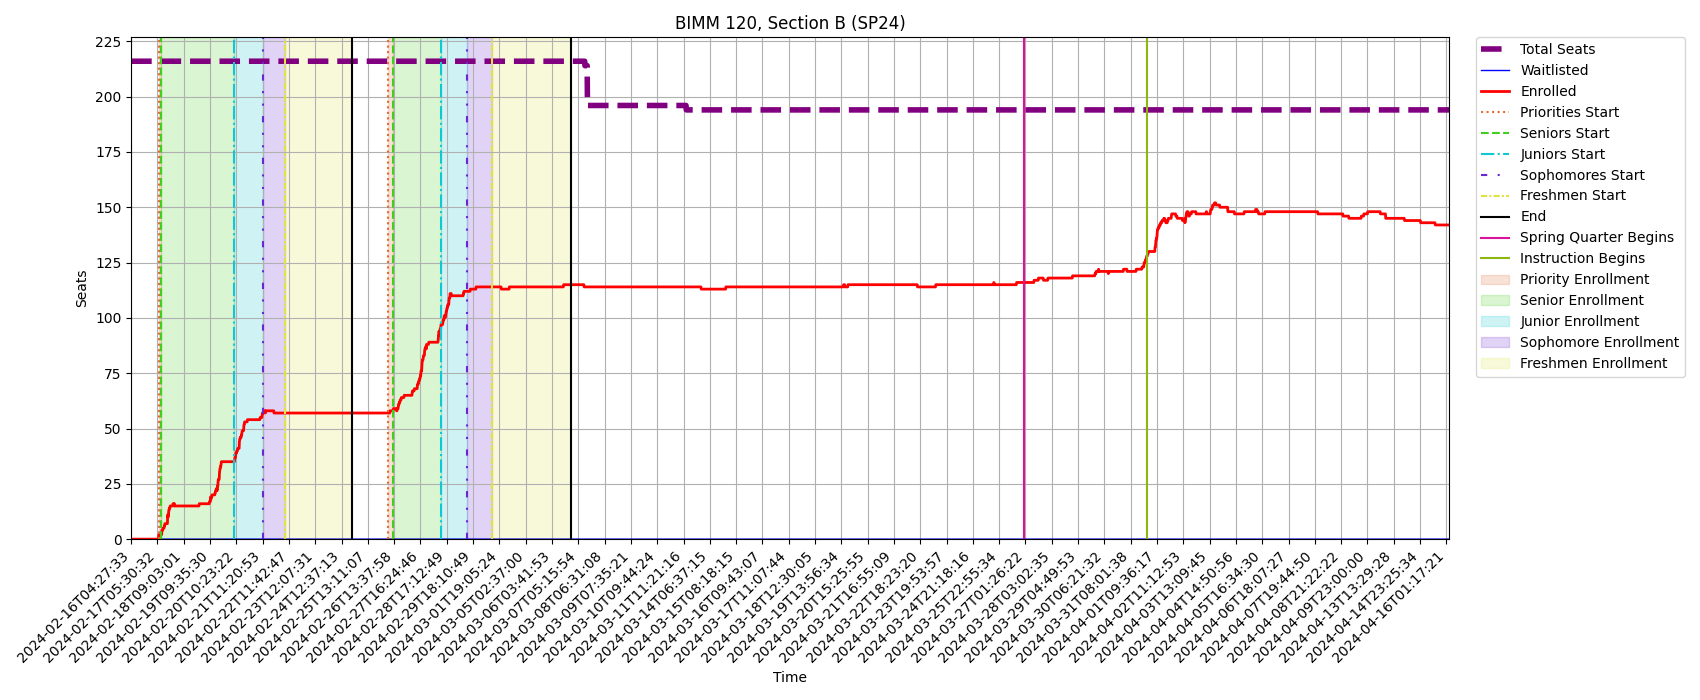 BIMM 120, Section B (SP24)
225
200
175
150
125
100
75
50
25
0
Seats
2024-02-16T04:27:33
2024-02-17T05:30:32
2024-02-18T09:03:01
2024-02-19T09:35:30
2024-02-20T10:23:22
2024-02-21T11:20:53
2024-02-22T11:42:47
2024-02-23T12:07:31
2024-02-24T12:37:13
2024-02-25T13:11:07
2024-02-26T13:37:58
2024-02-27T16:24:46
2024-02-28T17:12:49
2024-02-29T18:10:49
2024-03-01T19:05:24
2024-03-05T02:37:00
2024-03-06T03:41:53
2024-03-07T05:15:54
2024-03-08T06:31:08
2024-03-09T07:35:21
2024-03-10T09:44:24
2024-03-11T11:21:16
2024-03-14T06:37:15
2024-03-15T08:18:15
2024-03-16T09:43:07
2024-03-17T11:07:44
2024-03-18T12:30:05
2024-03-19T13:56:34
2024-03-20T15:25:55
2024-03-21T16:55:09
2024-03-22T18:23:20
2024-03-23T19:53:57
2024-03-24T21:18:16
2024-03-25T22:55:34
2024-03-27T01:26:22
2024-03-28T03:02:35
2024-03-29T04:49:53
2024-03-30T06:21:32
2024-03-31T08:01:38
2024-04-01T09:36:17
2024-04-02T11:12:53
2024-04-03T13:09:45
2024-04-04T14:50:56
2024-04-05T16:34:30
2024-04-06T18:07:27
2024-04-07T19:44:50
2024-04-08T21:22:22
2024-04-09T23:00:00
2024-04-13T13:29:28
2024-04-14T23:25:34
2024-04-16T01:17:21
Time
Total Seats
Waitlisted
Enrolled
Priorities Start
Seniors Start
Juniors Start
Sophomores Start
Freshmen Start
End
Spring Quarter Begins
Instruction Begins
Priority Enrollment
Senior Enrollment
Junior Enrollment
Sophomore Enrollment
Freshmen Enrollment